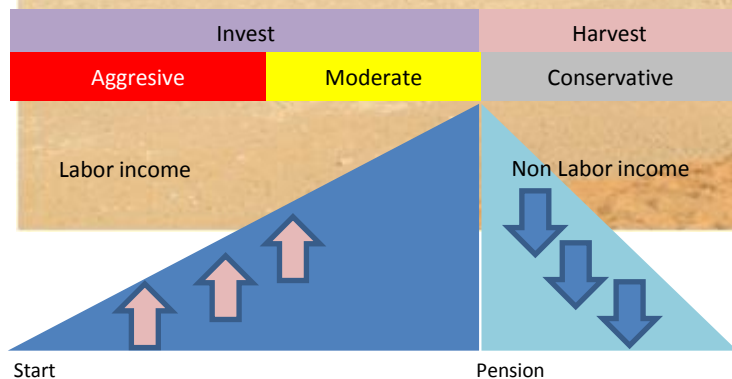 Invest Harvest
Aggresive Moderate Conservative
Labor income Non Labor income
Start Pension